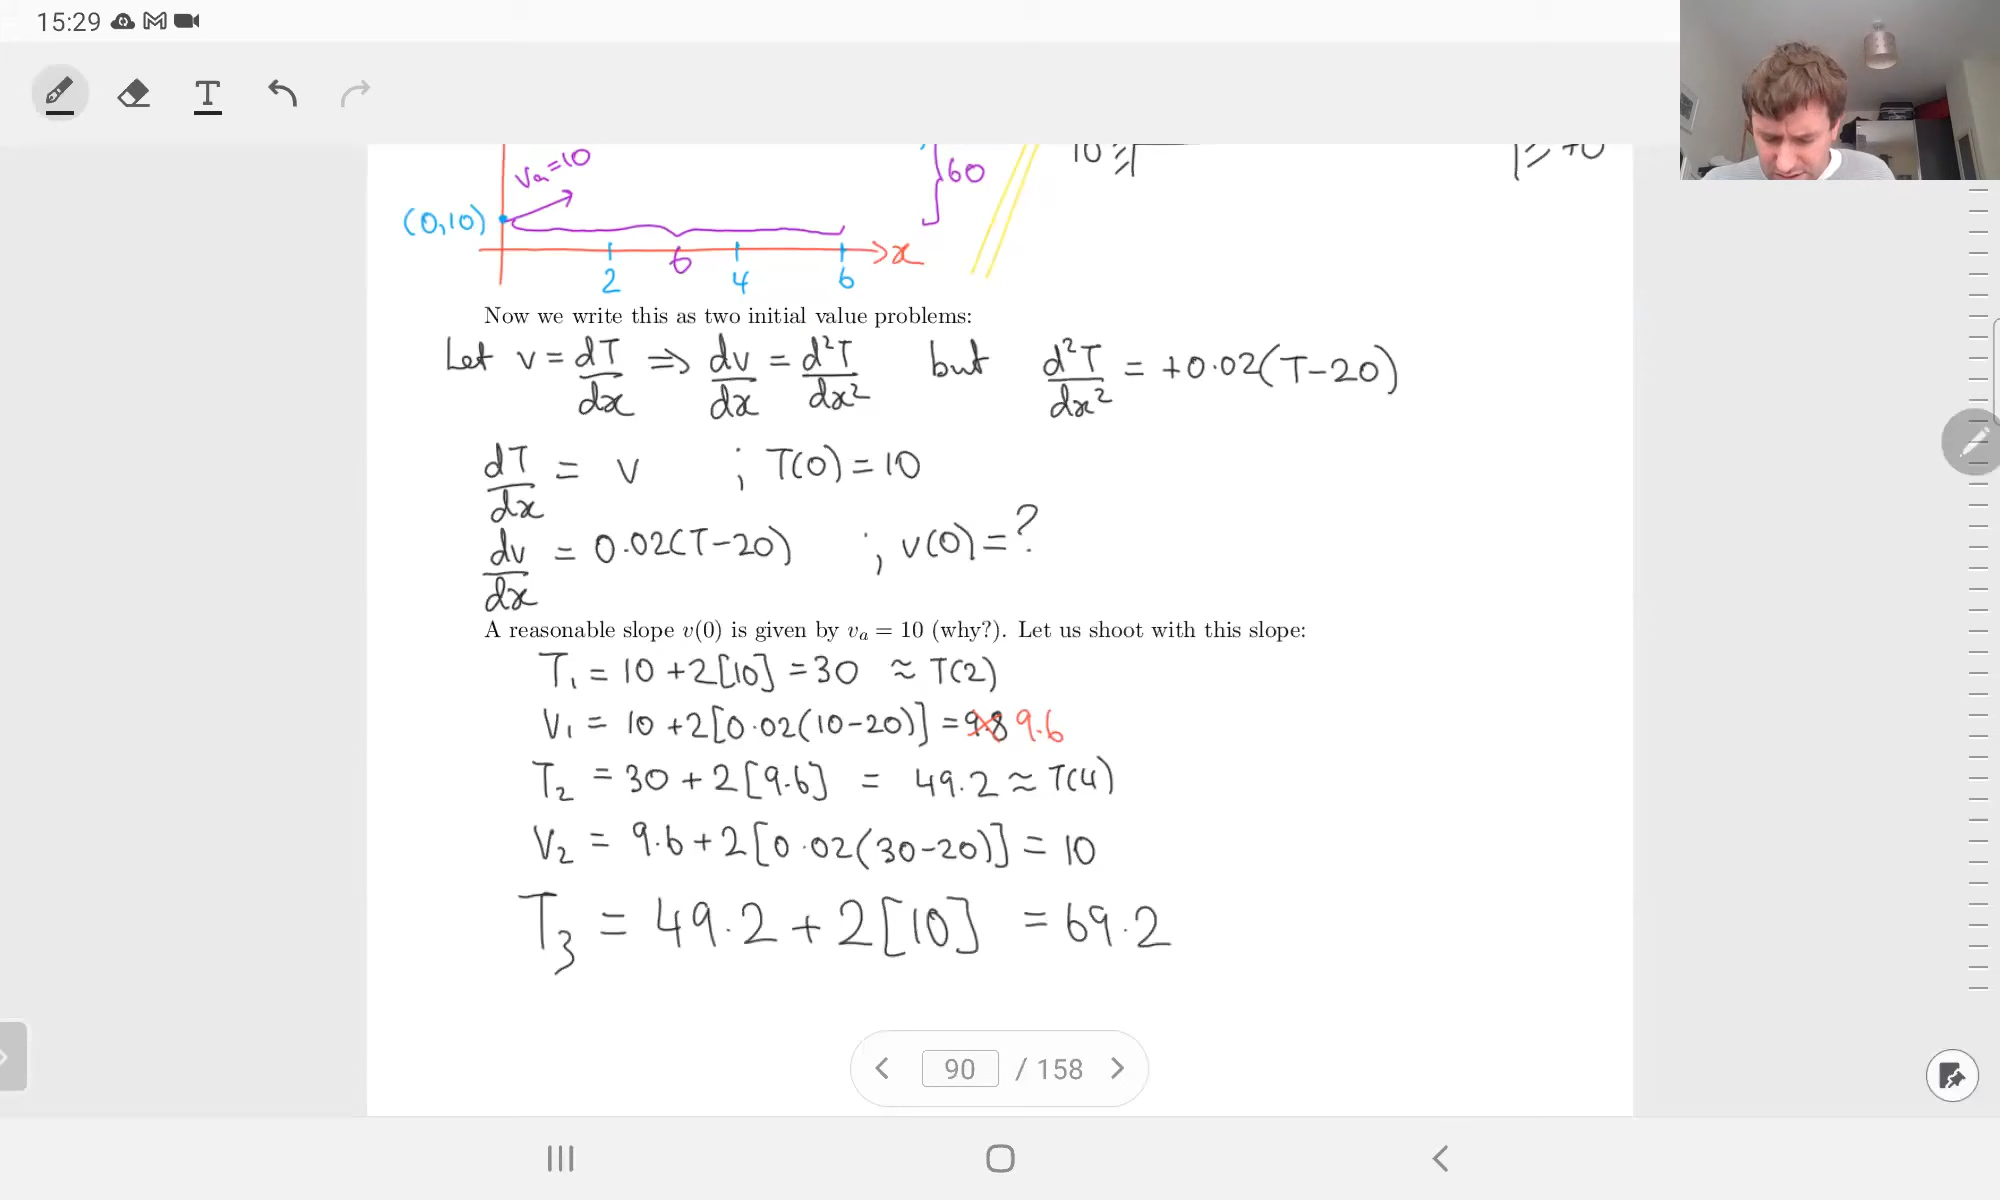 15:29
T
vₐ=10
}60
(0,10)
x
2 6 4 6
Now we write this as two initial value problems:
Let v = dT/dx ⇒ dv/dx = d²T/dx² but d²T/dx² = +0.02(T-20)
dT/dx = v ; T(0) = 10
dv/dx = 0.02(T-20) ; v(0) = ?
A reasonable slope v(0) is given by vₐ = 10 (why?). Let us shoot with this slope:
T₁ = 10 + 2[10] = 30 ≈ T(2)
V₁ = 10 + 2[0.02(10-20)] = 9.8 9.6
T₂ = 30 + 2[9.6] = 49.2 ≈ T(4)
V₂ = 9.6 + 2[0.02(30-20)] = 10
T₃ = 49.2 + 2[10] = 69.2
90 / 158